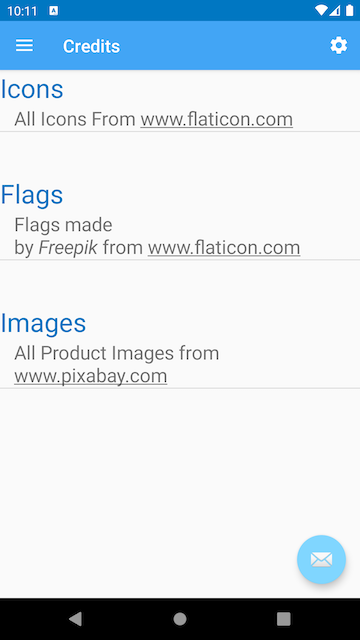 10:11
Credits
Icons
All Icons From www.flaticon.com
Flags
Flags made
by Freepik from www.flaticon.com
Images
All Product Images from
www.pixabay.com